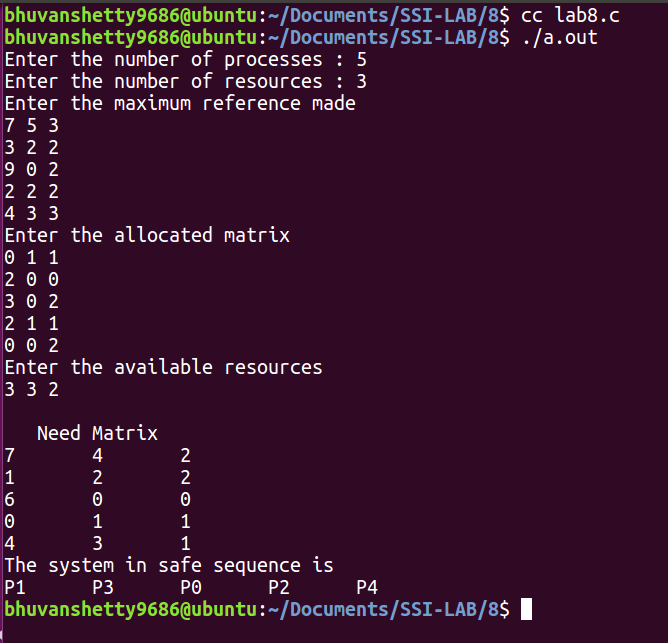 bhuvanshetty9686@ubuntu:~/Documents/SSI-LAB/8$ cc lab8.c
bhuvanshetty9686@ubuntu:~/Documents/SSI-LAB/8$ ./a.out
Enter the number of processes : 5
Enter the number of resources : 3
Enter the maximum reference made
7 5 3
3 2 2
9 0 2
2 2 2
4 3 3
Enter the allocated matrix
0 1 1
2 0 0
3 0 2
2 1 1
0 0 2
Enter the available resources
3 3 2
Need Matrix
7 4 2
1 2 2
6 0 0
0 1 1
4 3 1
The system in safe sequence is
P1 P3 P0 P2 P4
bhuvanshetty9686@ubuntu:~/Documents/SSI-LAB/8$